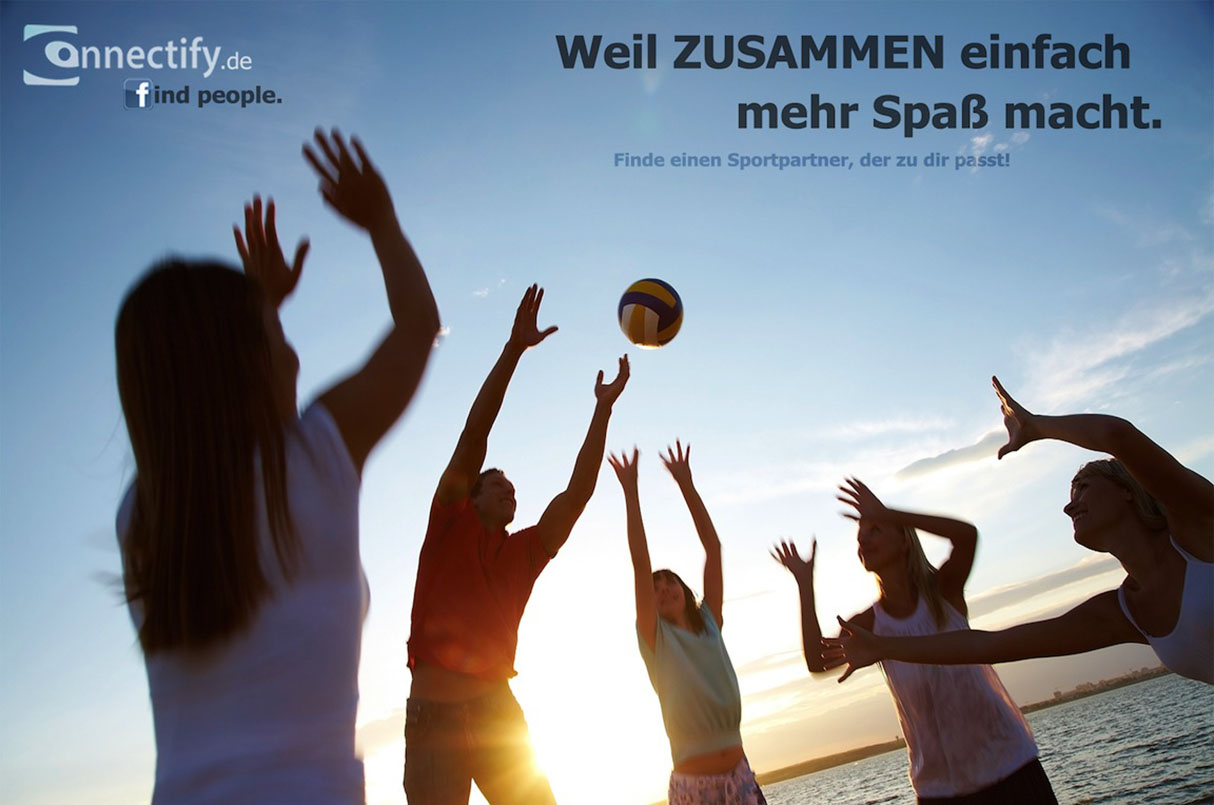 Connectify.de
find people.
Weil ZUSAMMEN einfach
mehr Spaß macht.
Finde einen Sportpartner, der zu dir passt!